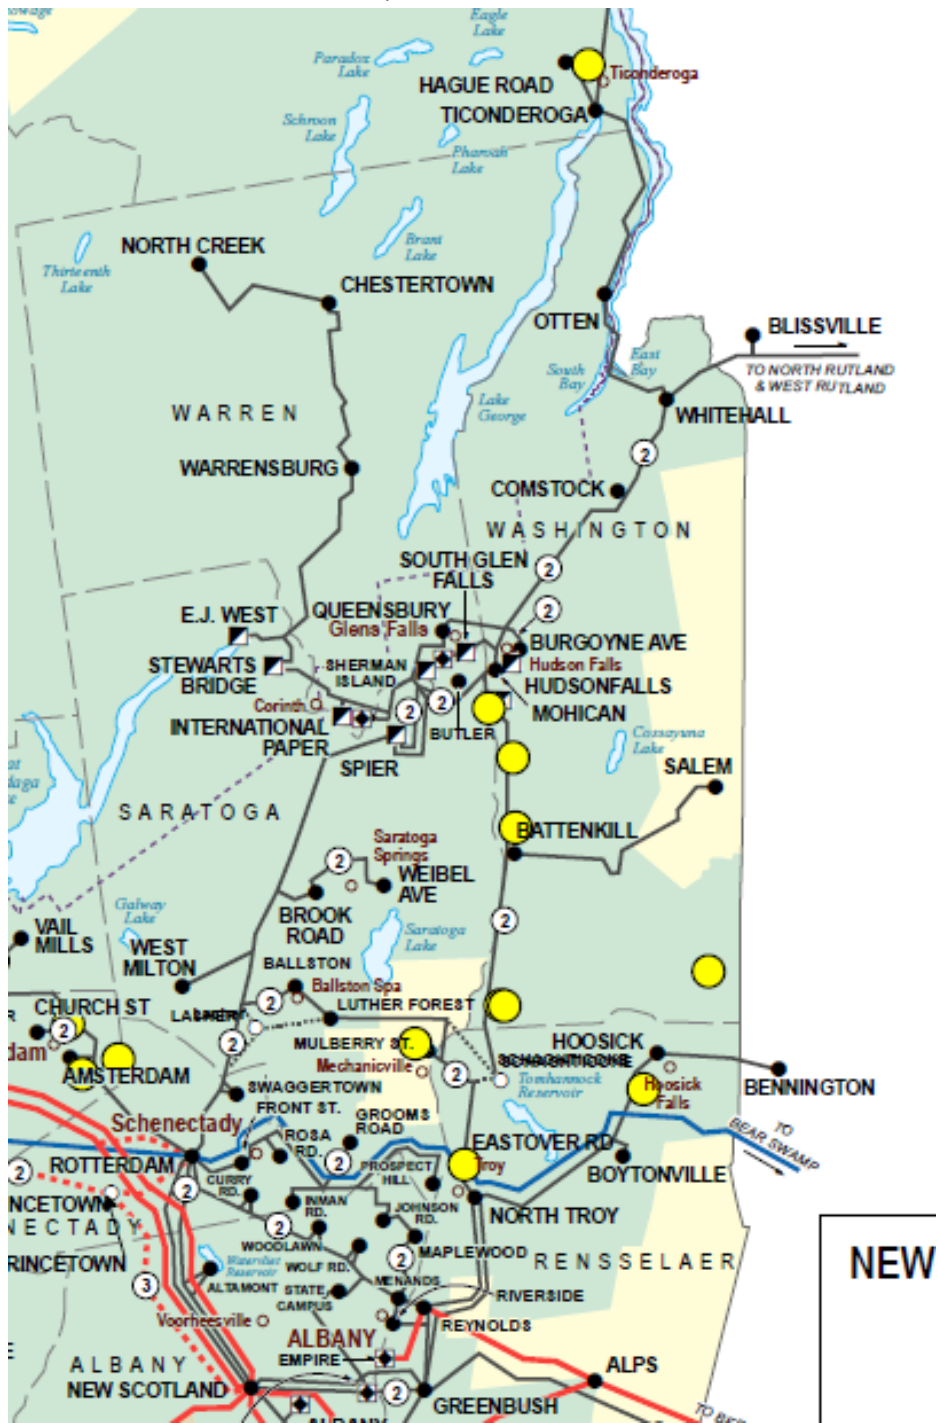 Eagle
Lake
Paradox
Lake
Ticonderoga
HAGUE ROAD
TICONDEROGA
Schroon
Lake
Pharoah
Lake
NORTH CREEK
Brant
Lake
Thirteenth
Lake
CHESTERTOWN
OTTEN
BLISSVILLE
East
Bay
South
Bay
TO NORTH RUTLAND
& WEST RUTLAND
Lake
George
WARREN
WHITEHALL
2
WARRENSBURG
COMSTOCK
WASHINGTON
SOUTH GLEN
FALLS
2
2
E.J. WEST
QUEENSBURY
Glens Falls
BURGOYNE AVE
STEWARTS
BRIDGE
SHERMAN
ISLAND
Hudson Falls
HUDSONFALLS
Corinth
2
2
MOHICAN
INTERNATIONAL
PAPER
BUTLER
Cossayuna
Lake
SPIER
SALEM
SARATOGA
BATTENKILL
Saratoga
Springs
2
WEIBEL
AVE
BROOK
ROAD
2
Galway
Lake
VAIL
MILLS
WEST
MILTON
Saratoga
Lake
BALLSTON
Ballston Spa
2
LUTHER FOREST
CHURCH ST
2
LASHER
2
MULBERRY ST.
HOOSICK
Mechanicville
2
AMSTERDAM
Tomhannock
Reservoir
Hoosick
Falls
BENNINGTON
SWAGGERTOWN
FRONT ST.
GROOMS
ROAD
Schenectady
ROSA
RD.
EASTOVER RD
TO
BEAR SWAMP
2
ROTTERDAM
2
PROSPECT
HILL
Troy
BOYTONVILLE
2
CURRY
RD.
INMAN
RD.
JOHNSON
RD.
NORTH TROY
NCETOWN
NECTADY
2
WOODLAWN
2
MAPLEWOOD
RENSSELAER
NEW
RINCETOWN
Watervliet
Reservoir
WOLF RD.
3
ALTAMONT
STATE
CAMPUS
MENANDS
RIVERSIDE
Voorheesville
REYNOLDS
ALBANY
EMPIRE
ALBANY
ALPS
NEW SCOTLAND
2
GREENBUSH